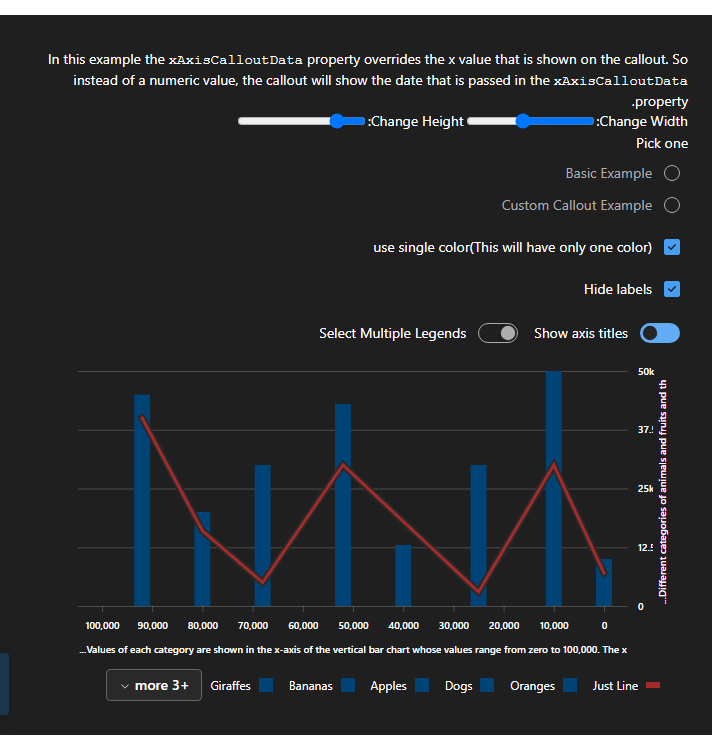 In this example the xAxisCalloutData property overrides the x value that is shown on the callout. So
instead of a numeric value, the callout will show the date that is passed in the xAxisCalloutData
.property
:Change Width
:Change Height
Pick one
Basic Example
Custom Callout Example
use single color(This will have only one color)
Hide labels
Show axis titles
Select Multiple Legends
50k
37.5
25k
12.5
0
...Different categories of animals and fruits and th
100,000 90,000 80,000 70,000 60,000 50,000 40,000 30,000 20,000 10,000 0
...Values of each category are shown in the x-axis of the vertical bar chart whose values range from zero to 100,000. The x
Just Line
Oranges
Dogs
Apples
Bananas
Giraffes
more 3+